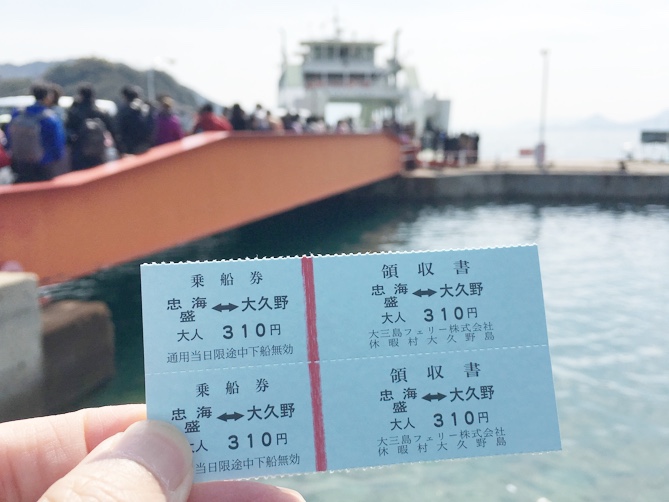 乗船券
忠海
盛 ⟷ 大久野
大人 310円
通用当日限途中下船無効
領収書
忠海
盛 ⟷ 大久野
大人 310円
大三島フェリー株式会社
休暇村大久野島
乗船券
忠海
盛 ⟷ 大久野
大人 310円
当日限途中下船無効
領収書
忠海
盛 ⟷ 大久野
大人 310円
大三島フェリー株式会社
休暇村大久野島